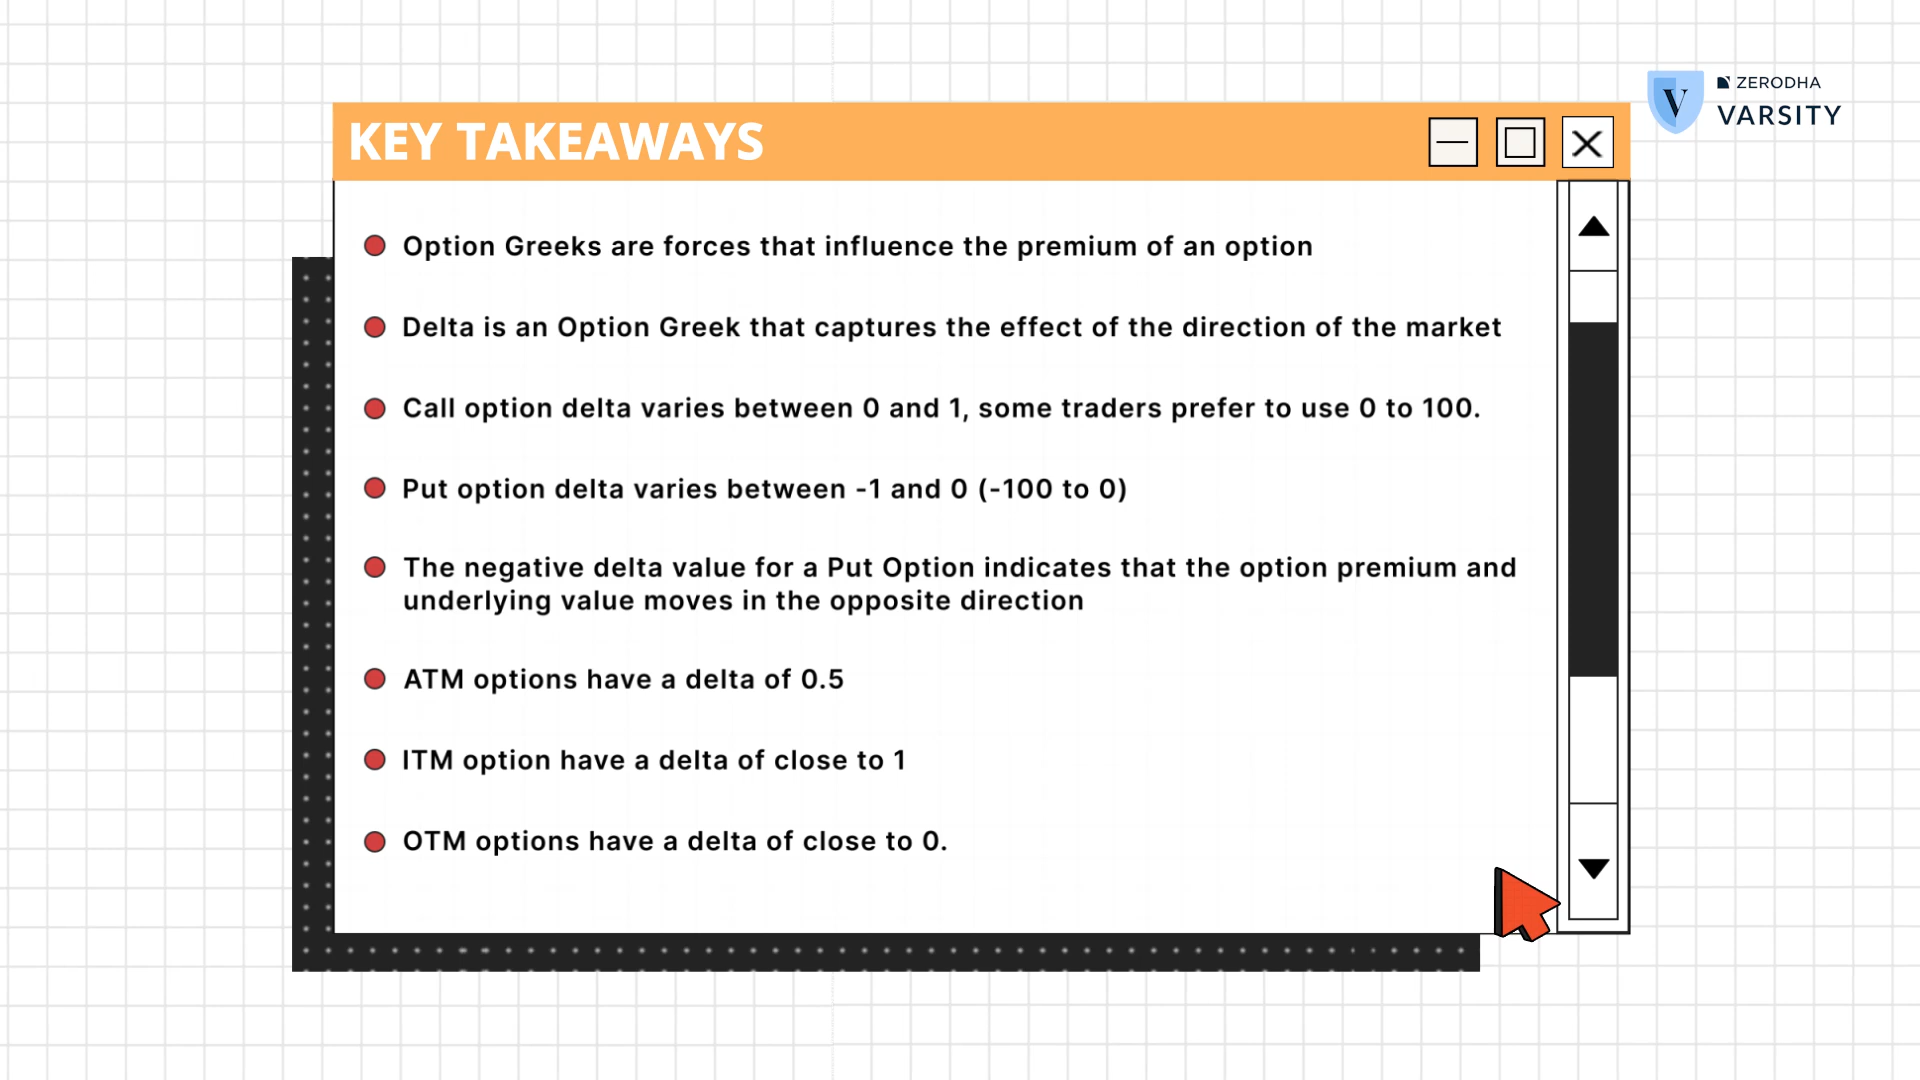 ZERODHA
VARSITY
KEY TAKEAWAYS
Option Greeks are forces that influence the premium of an option
Delta is an Option Greek that captures the effect of the direction of the market
Call option delta varies between 0 and 1, some traders prefer to use 0 to 100.
Put option delta varies between -1 and 0 (-100 to 0)
The negative delta value for a Put Option indicates that the option premium and
underlying value moves in the opposite direction
ATM options have a delta of 0.5
ITM option have a delta of close to 1
OTM options have a delta of close to 0.